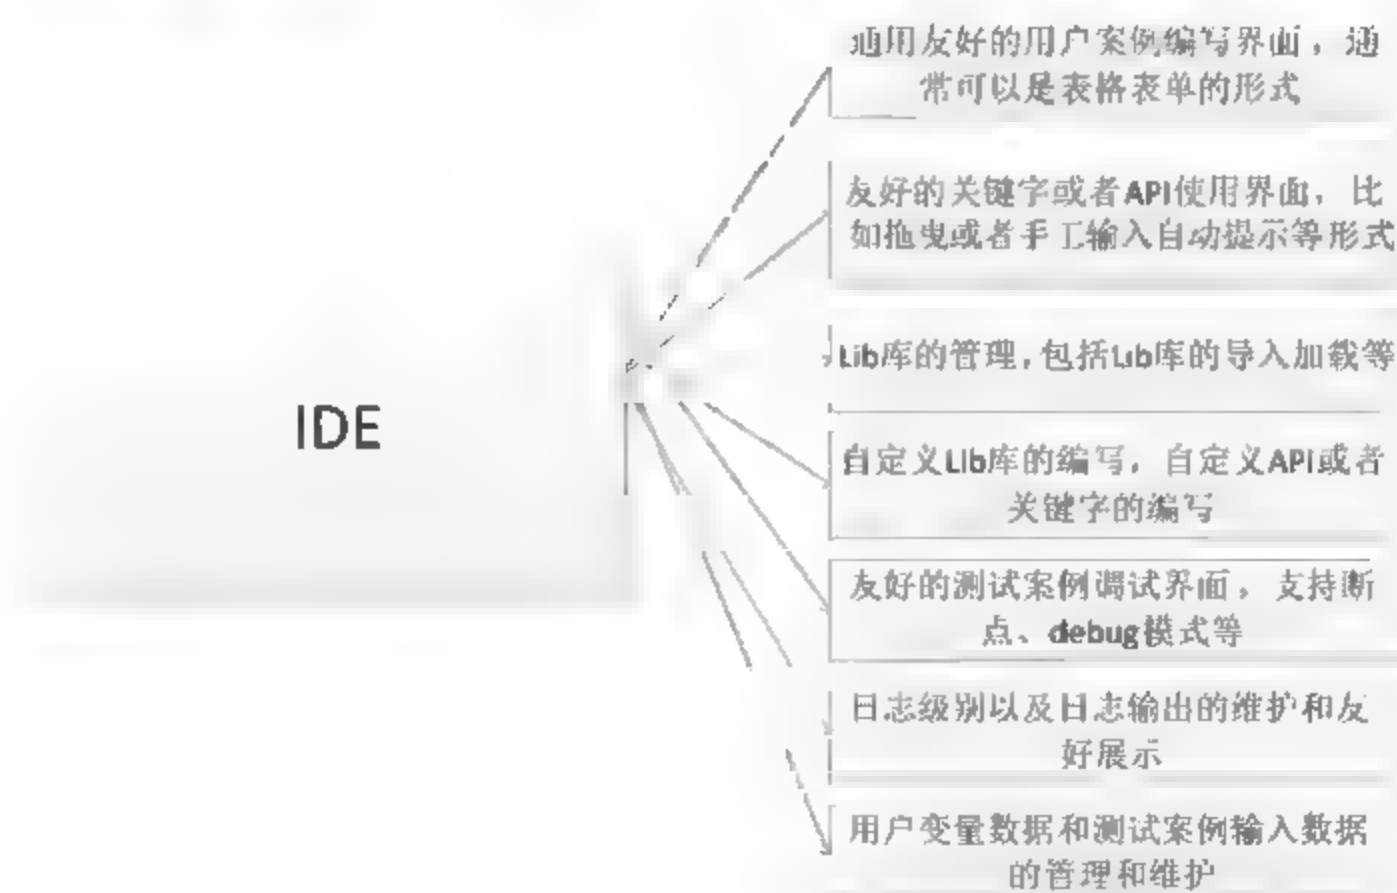 通用友好的用户案例编写界面，通
常可以是表格表单的形式
友好的关键字或者API使用界面，比
如拖曳或者手工输入自动提示等形式
Lib库的管理，包括Lib库的导入加载等
IDE
自定义Lib库的编写，自定义API或者
关键字的编写
友好的测试案例调试界面，支持断
点、debug模式等
日志级别以及日志输出的维护和友
好展示
用户变量数据和测试案例输入数据
的管理和维护